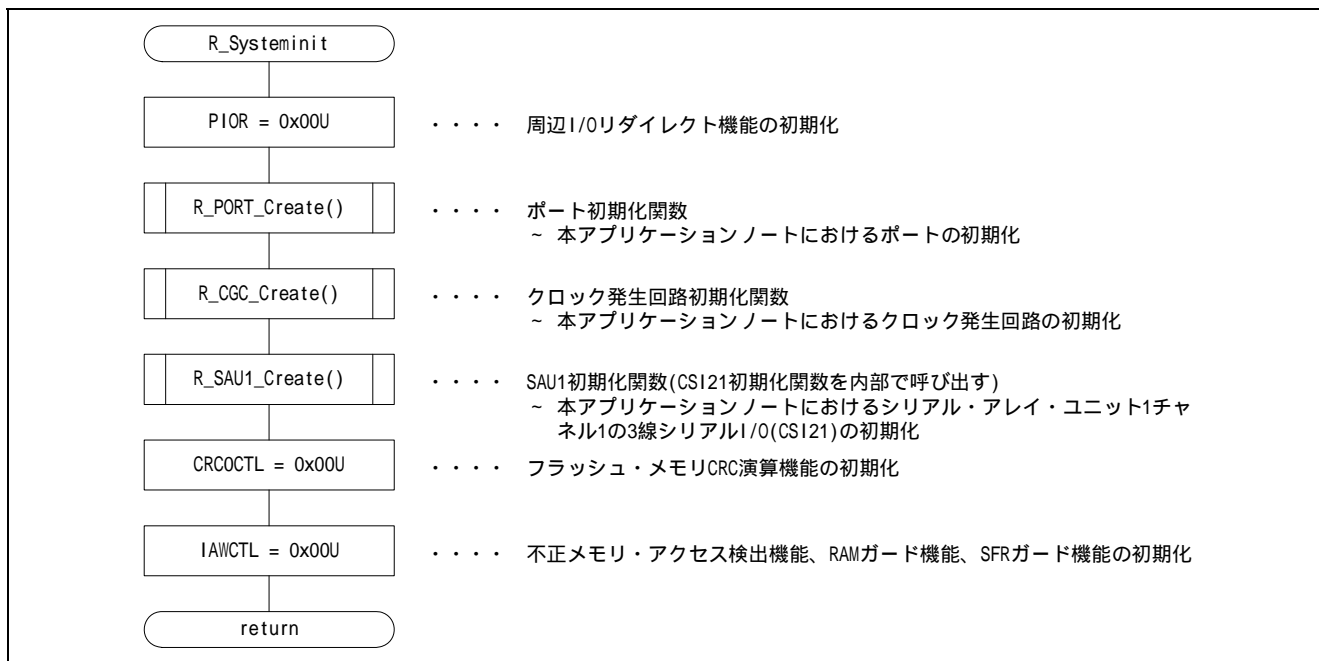 R_Systeminit
PIOR = 0x00U ・・・・ 周辺I/Oリダイレクト機能の初期化
R_PORT_Create() ・・・・ ポート初期化関数
~ 本アプリケーションノートにおけるポートの初期化
R_CGC_Create() ・・・・ クロック発生回路初期化関数
~ 本アプリケーションノートにおけるクロック発生回路の初期化
R_SAU1_Create() ・・・・ SAU1初期化関数(CSI21初期化関数を内部で呼び出す)
~ 本アプリケーションノートにおけるシリアル・アレイ・ユニット1チャ
ネル1の3線シリアルI/O(CSI21)の初期化
CRC0CTL = 0x00U ・・・・ フラッシュ・メモリCRC演算機能の初期化
IAWCTL = 0x00U ・・・・ 不正メモリ・アクセス検出機能、RAMガード機能、SFRガード機能の初期化
return